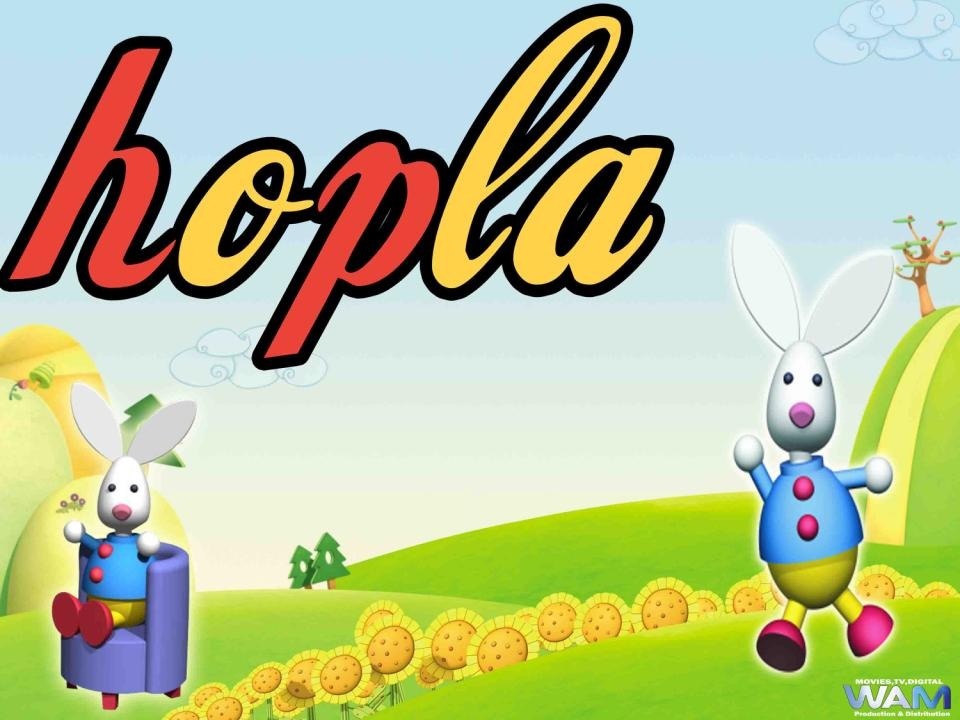 hopla
MOVIES,TV,DIGITAL
WAM
Production & Distribution